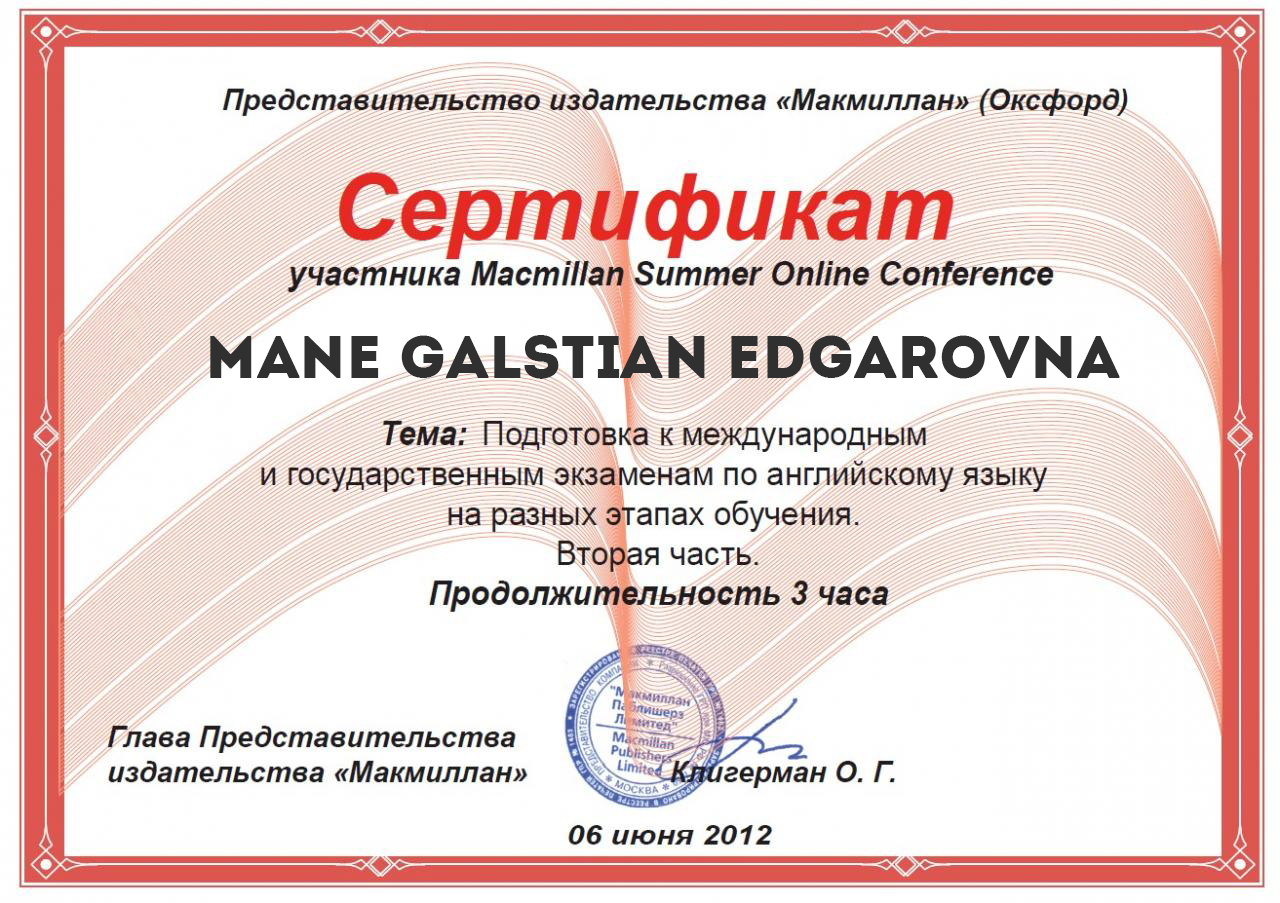 Представительство издательства «Макмиллан» (Оксфорд)
Сертификат
участника Macmillan Summer Online Conference
MANE GALSTIAN EDGAROVNA
Тема: Подготовка к международным
и государственным экзаменам по английскому языку
на разных этапах обучения.
Вторая часть.
Продолжительность 3 часа
"Макмиллан
Паблишерз
Лимитед"
Macmillan
Publishers
Limited
МОСКВА
Глава Представительства
издательства «Макмиллан»
Клигерман О. Г.
06 июня 2012